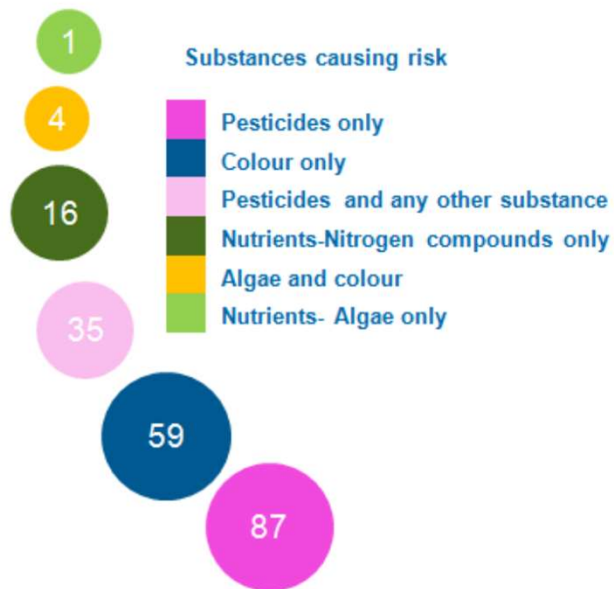 1
Substances causing risk
4
Pesticides only
Colour only
16
Pesticides and any other substance
Nutrients-Nitrogen compounds only
Algae and colour
35
Nutrients- Algae only
59
87